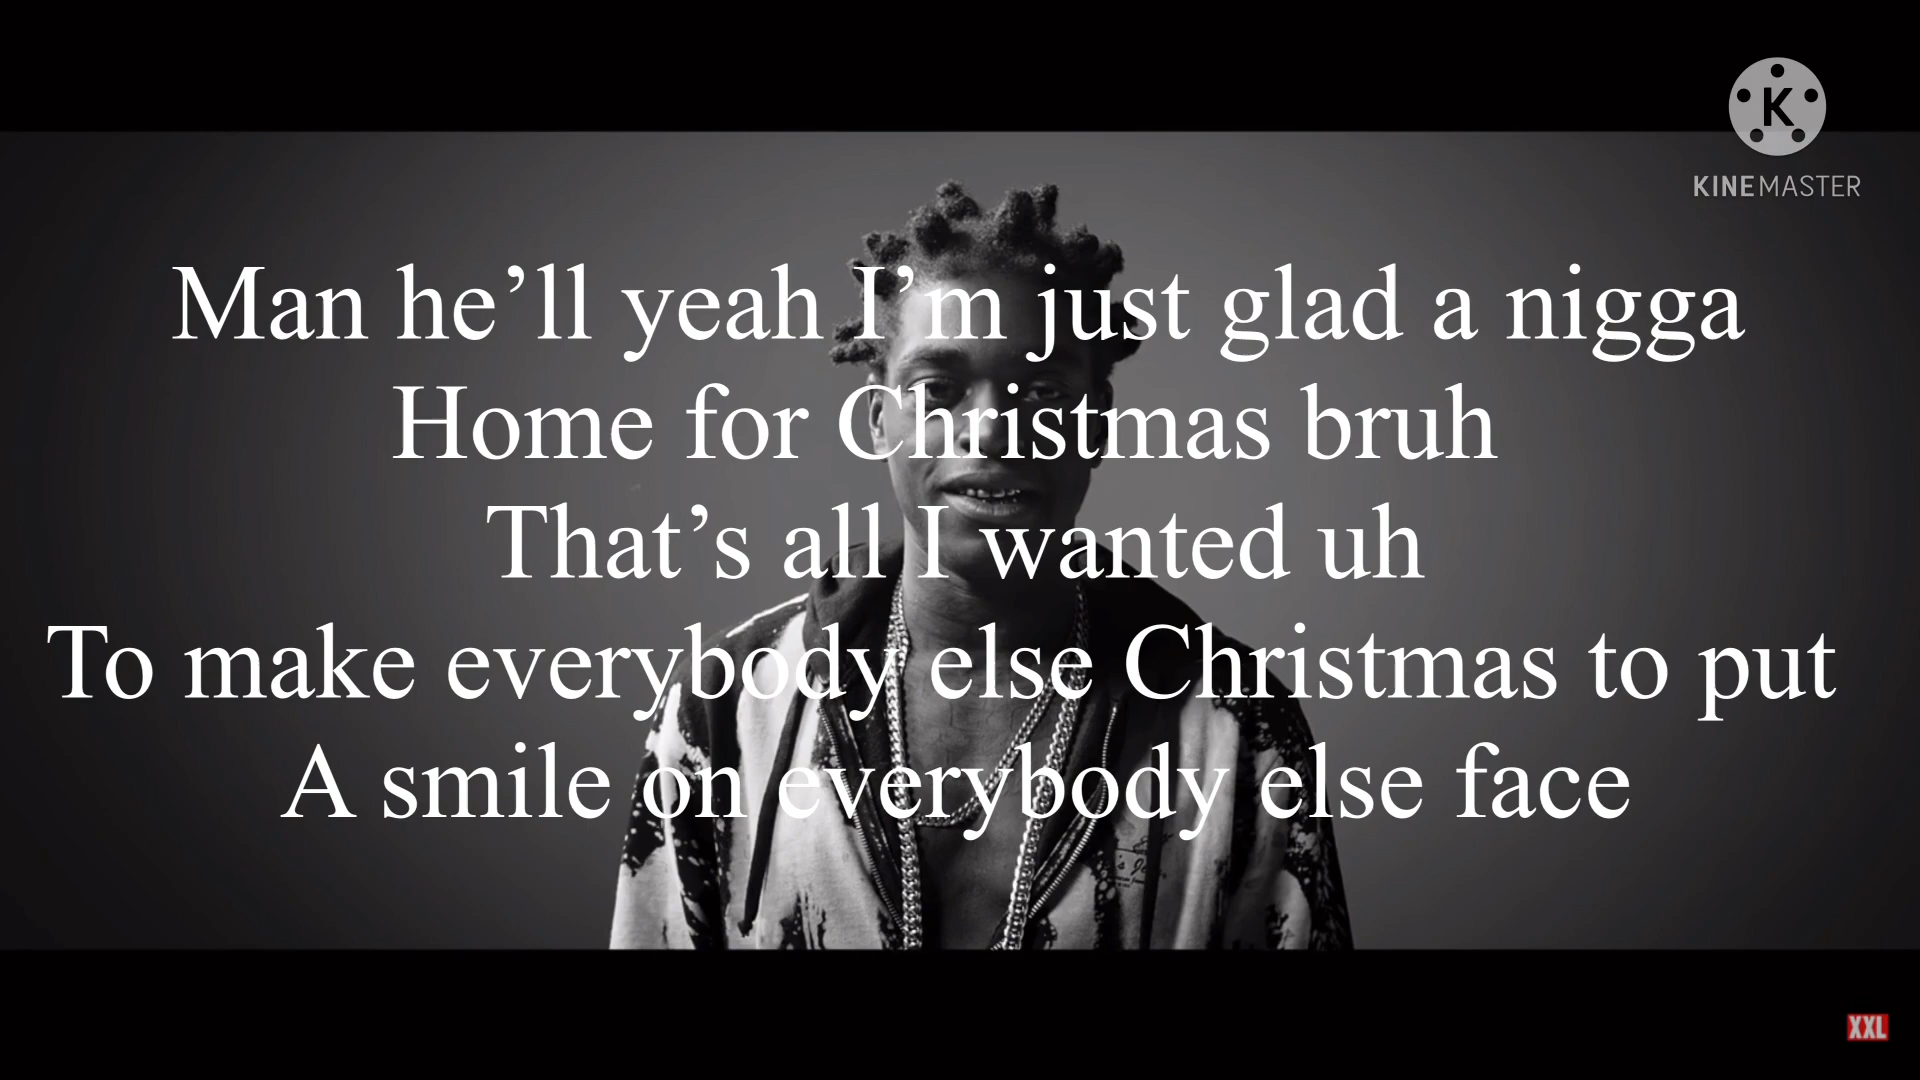 K
KINEMASTER
Man he’ll yeah I’m just glad a nigga
Home for Christmas bruh
That’s all I wanted uh
To make everybody else Christmas to put
A smile on everybody else face
XXL